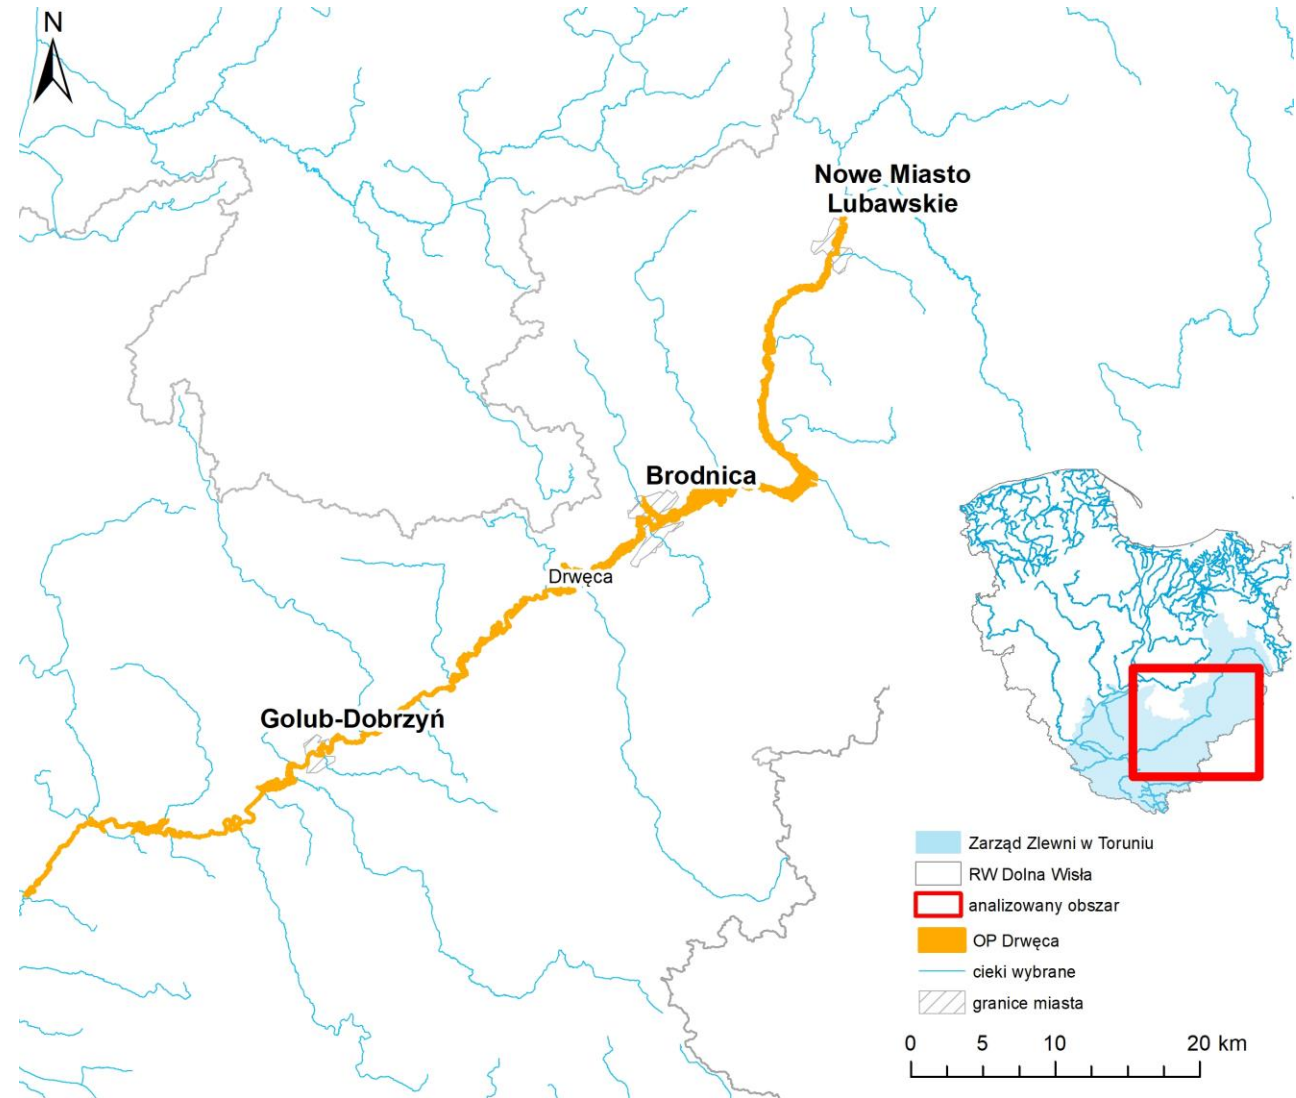 N
Nowe Miasto
Lubawskie
Brodnica
Drwęca
Golub-Dobrzyń
Zarząd Zlewni w Toruniu
RW Dolna Wisła
analizowany obszar
OP Drwęca
cieki wybrane
granice miasta
0 5 10 20 km